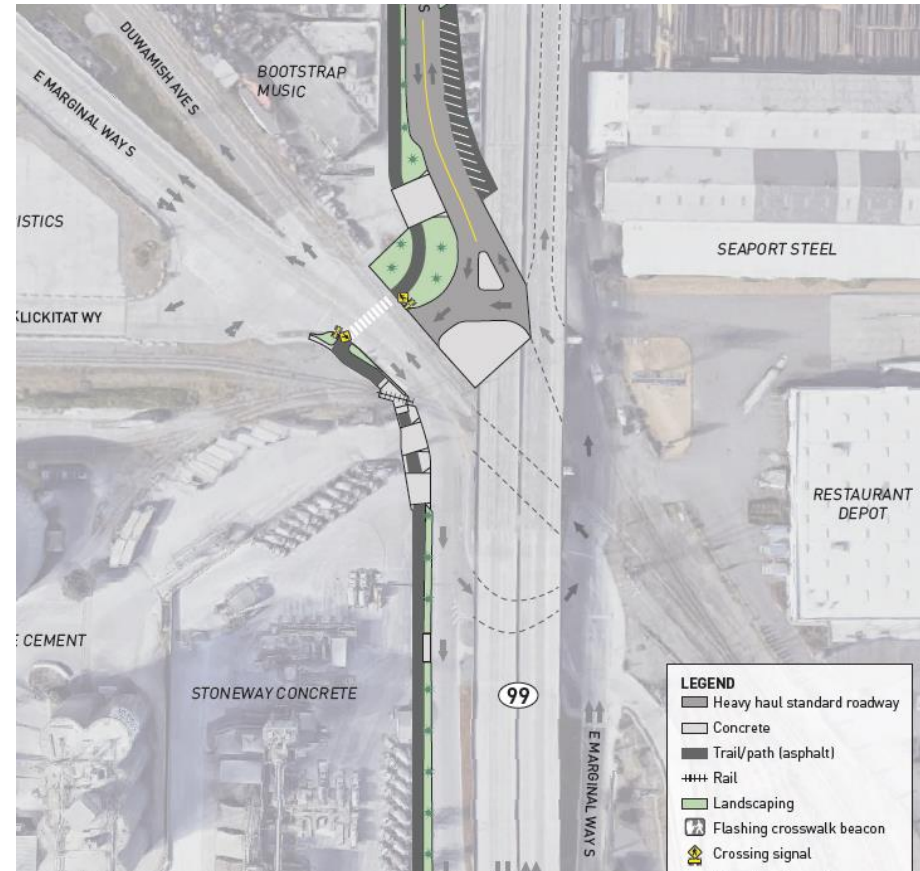 S
DUWAMISH AVE S
E MARGINAL WAY S
BOOTSTRAP
MUSIC
ISTICS
SEAPORT STEEL
KLICKITAT WY
RESTAURANT
DEPOT
E CEMENT
STONEWAY CONCRETE
99
E MARGINAL WAY S
LEGEND
Heavy haul standard roadway
Concrete
Trail/path (asphalt)
Rail
Landscaping
Flashing crosswalk beacon
Crossing signal